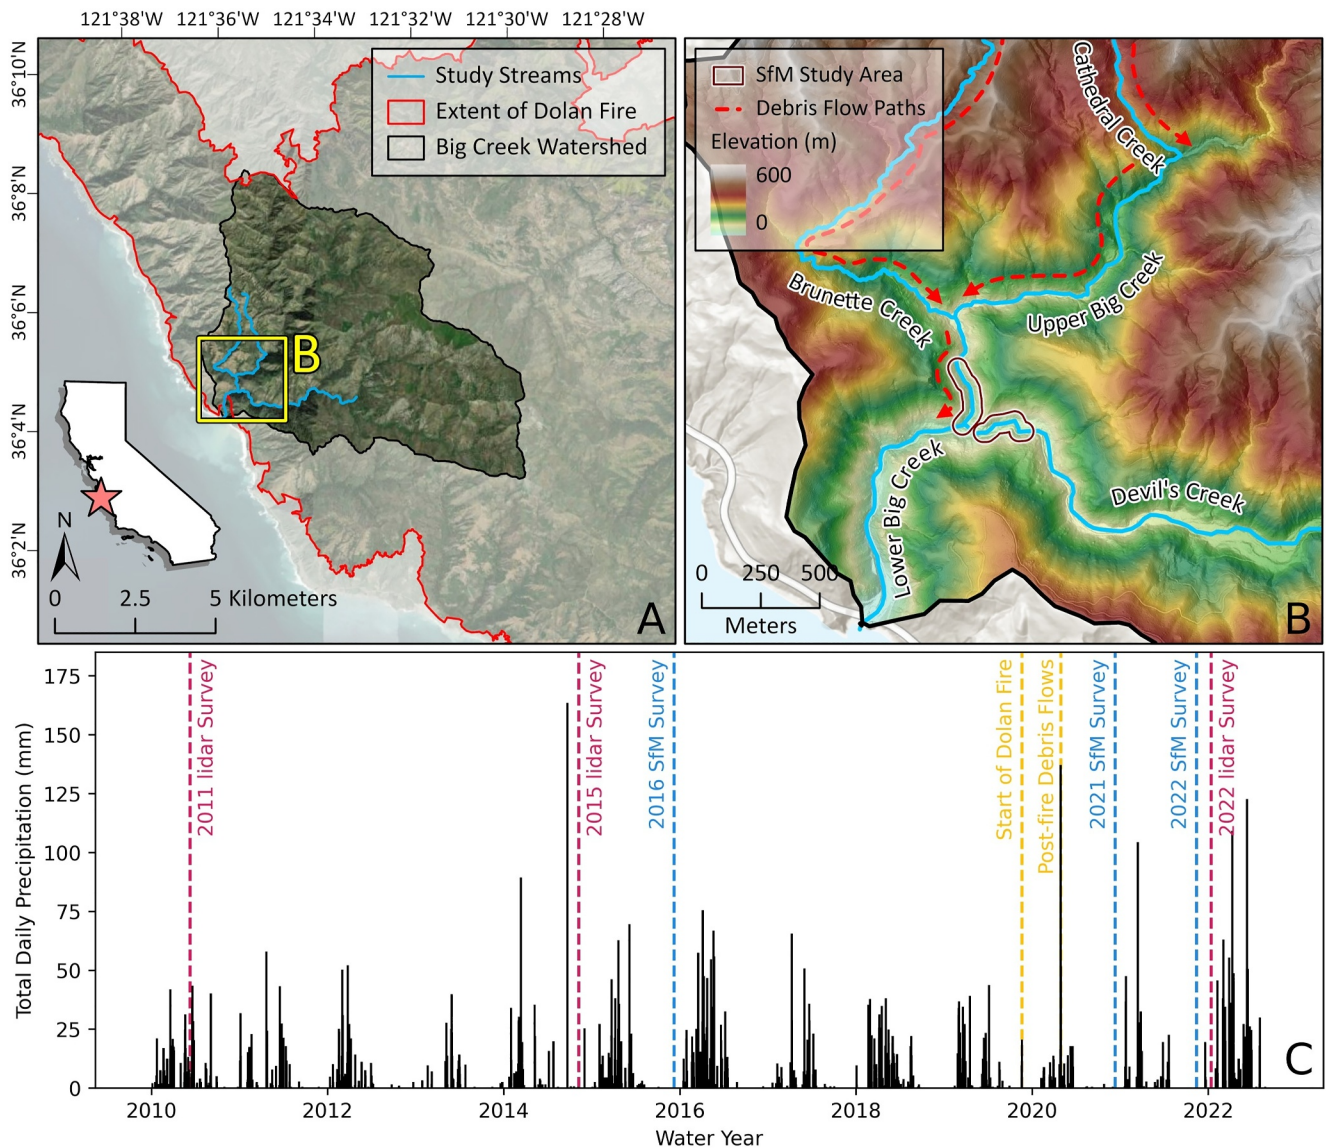 121°38'W 121°36'W 121°34'W 121°32'W 121°30'W 121°28'W
36°10'N
36°8'N
36°6'N
36°4'N
36°2'N
Study Streams
Extent of Dolan Fire
Big Creek Watershed
B
N
0 2.5 5 Kilometers
A
SfM Study Area
Debris Flow Paths
Elevation (m)
600
0
Cathedral Creek
Brunette Creek
Upper Big Creek
Lower Big Creek
Devil's Creek
0 250 500
Meters
B
Total Daily Precipitation (mm)
175
150
125
100
75
50
25
0
2011 lidar Survey
2015 lidar Survey
2016 SfM Survey
Start of Dolan Fire
Post-fire Debris Flows
2021 SfM Survey
2022 SfM Survey
2022 lidar Survey
C
2010 2012 2014 2016 2018 2020 2022
Water Year